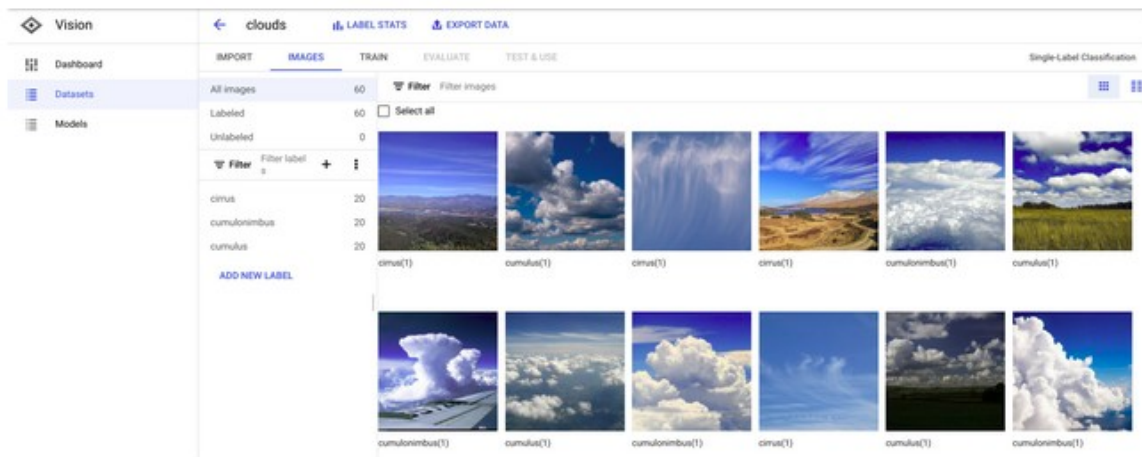 Vision
clouds
LABEL STATS
EXPORT DATA
Dashboard
Datasets
Models
IMPORT
IMAGES
TRAIN
EVALUATE
TEST & USE
Single-Label Classification
All images 60
Labeled 60
Unlabeled 0
Filter
Filter label
s
+
cirrus 20
cumulonimbus 20
cumulus 20
ADD NEW LABEL
Filter Filter images
Select all
cirrus(1)
cumulus(1)
cirrus(1)
cirrus(1)
cumulonimbus(1)
cumulus(1)
cumulonimbus(1)
cumulus(1)
cumulonimbus(1)
cirrus(1)
cumulus(1)
cumulonimbus(1)